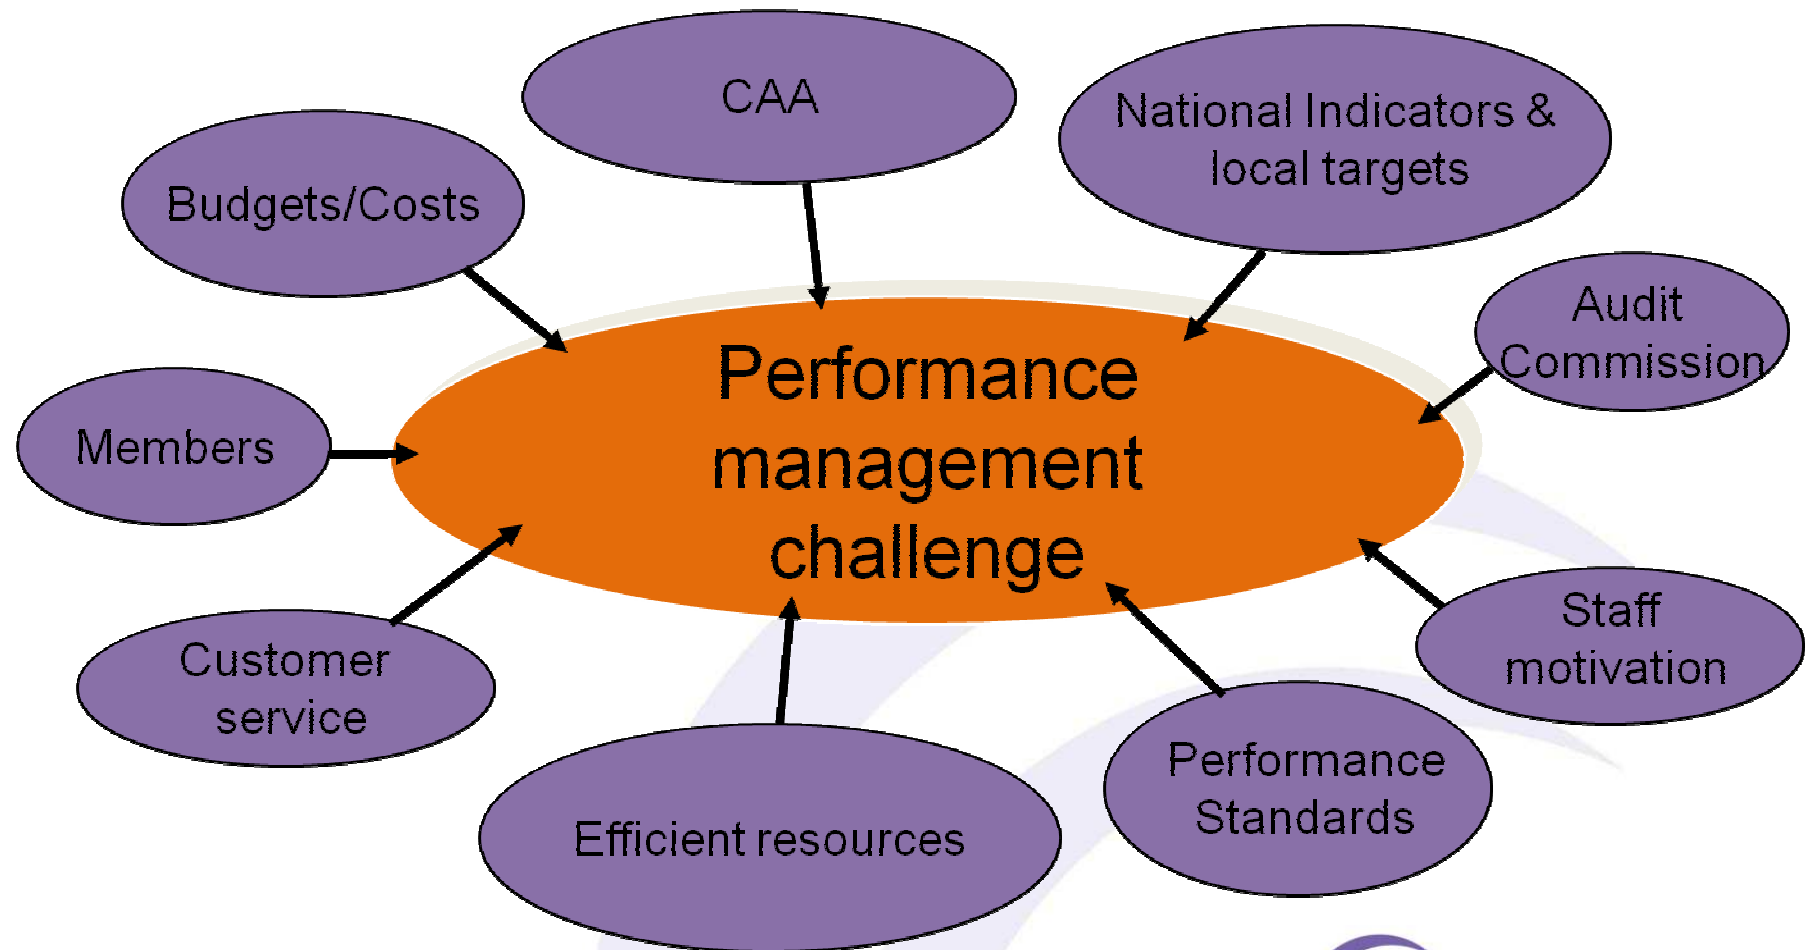 CAA
National Indicators &
local targets
Budgets/Costs
Audit
Commission
Performance
management
challenge
Members
Staff
motivation
Customer
service
Performance
Standards
Efficient resources